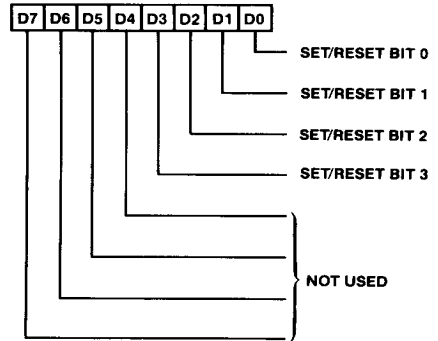 D7 D6 D5 D4 D3 D2 D1 D0
SET/RESET BIT 0
SET/RESET BIT 1
SET/RESET BIT 2
SET/RESET BIT 3
NOT USED